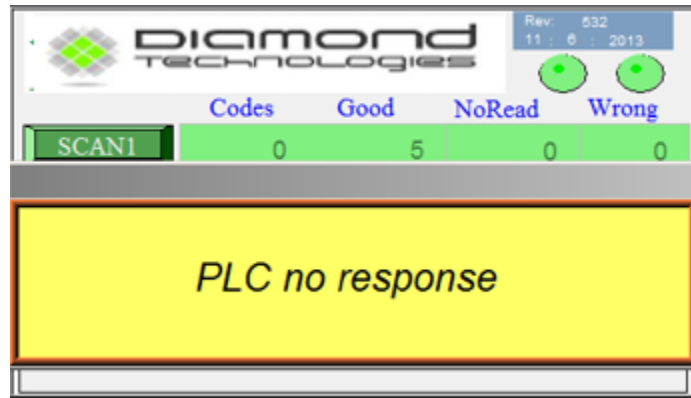 DIAMOND
TECHNOLOGIES
Rev: 532
11 : 6 : 2013
Codes Good NoRead Wrong
SCAN1 0 5 0 0
PLC no response